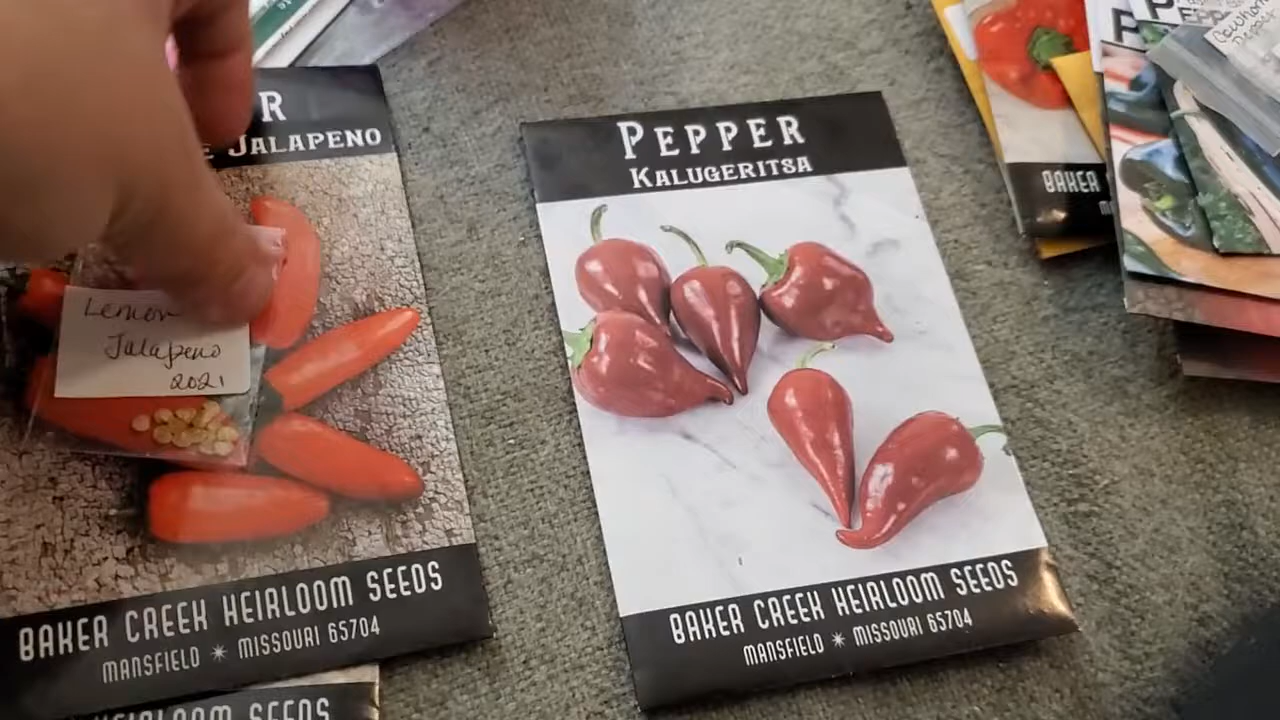 R
E JALAPENO
Lemon
Jalapeno
2021
BAKER CREEK HEIRLOOM SEEDS
MANSFIELD ✴ MISSOURI 65704
HEIRLOOM SEEDS
PEPPER
KALUGERITSA
BAKER CREEK HEIRLOOM SEEDS
MANSFIELD ✴ MISSOURI 65704
BAKER